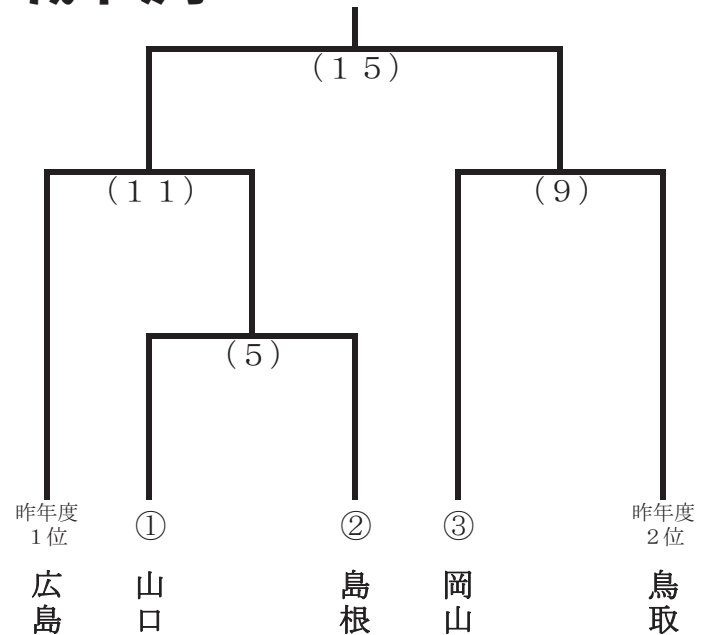 （１５）
（１１）
（９）
（５）
昨年度
１位
①
②
③
昨年度
２位
広島
山口
島根
岡山
鳥取